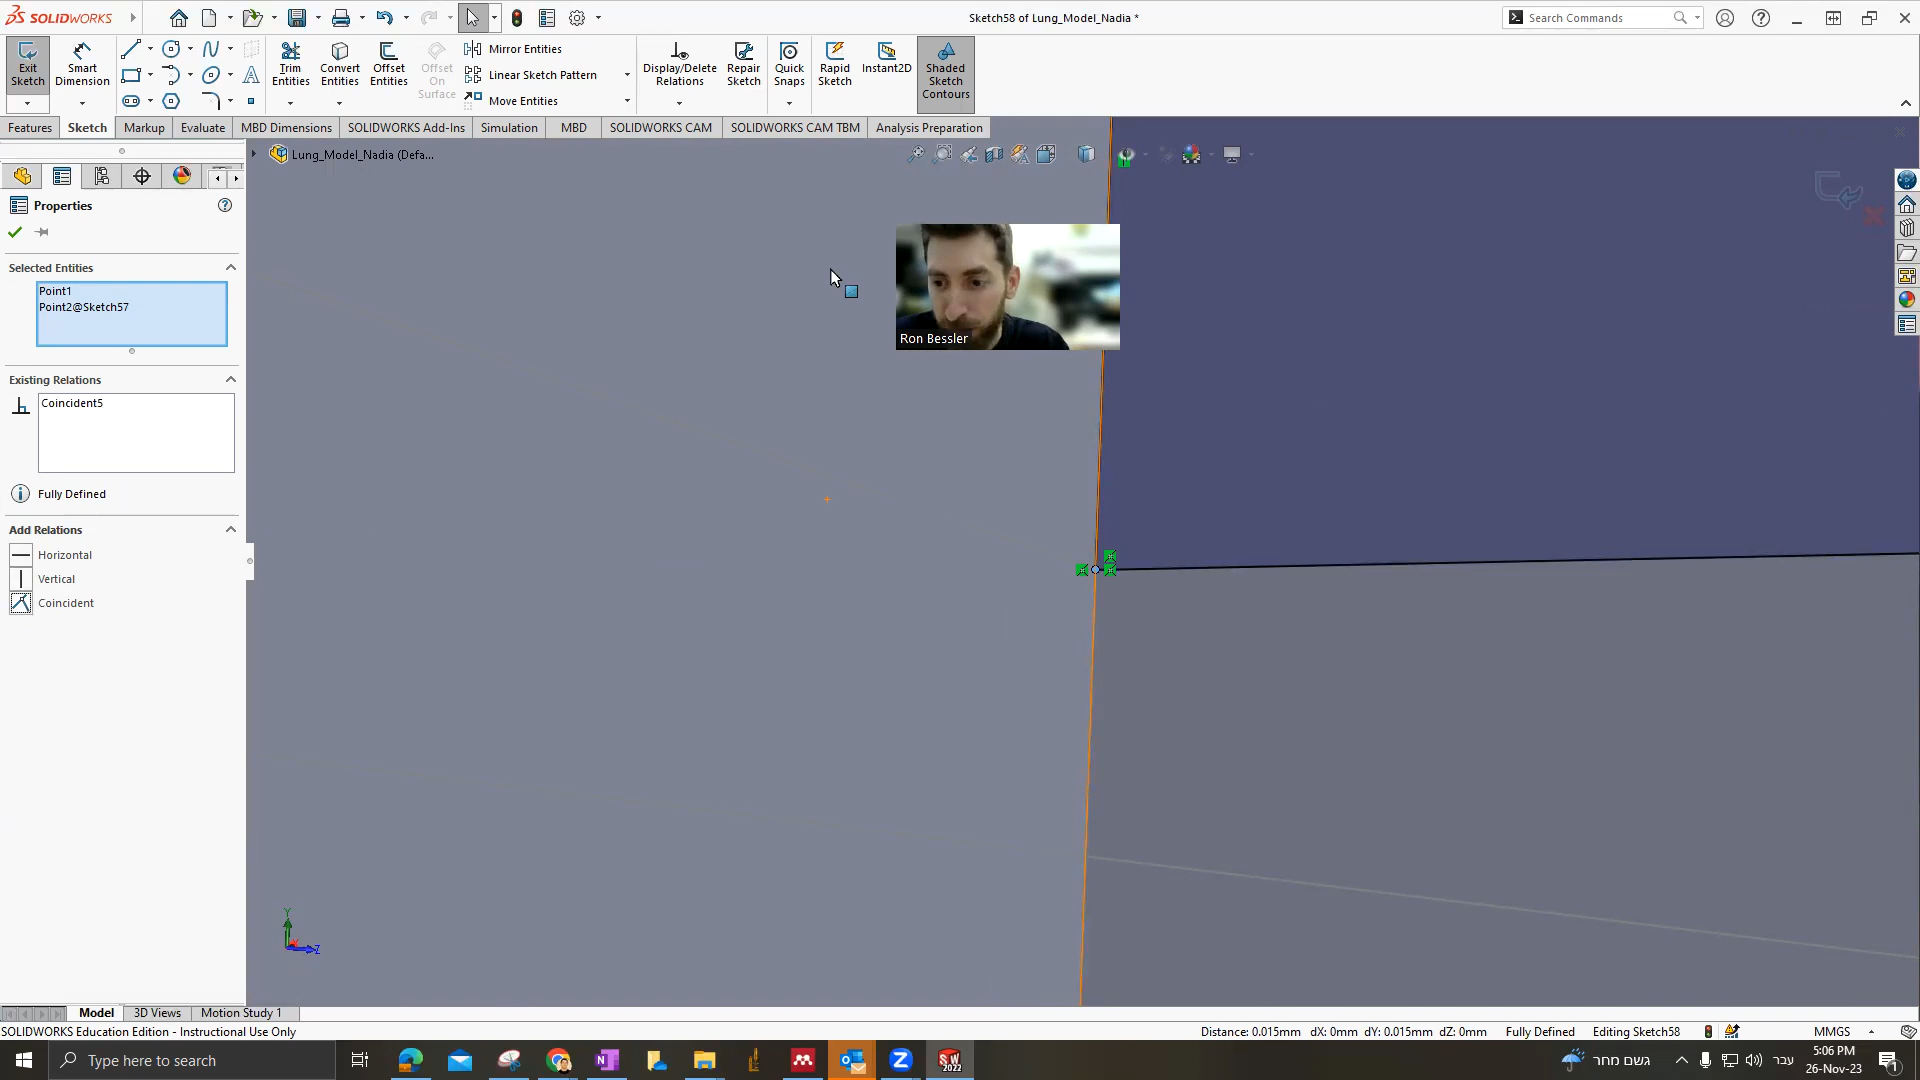 SOLIDWORKS
Sketch58 of Lung_Model_Nadia *
Search Commands
Exit Sketch
Smart Dimension
Trim Entities
Convert Entities
Offset Entities
Offset On Surface
Mirror Entities
Linear Sketch Pattern
Move Entities
Display/Delete Relations
Repair Sketch
Quick Snaps
Rapid Sketch
Instant2D
Shaded Sketch Contours
Features
Sketch
Markup
Evaluate
MBD Dimensions
SOLIDWORKS Add-Ins
Simulation
MBD
SOLIDWORKS CAM
SOLIDWORKS CAM TBM
Analysis Preparation
Lung_Model_Nadia (Defa...
Properties
Selected Entities
Point1
Point2@Sketch57
Existing Relations
Coincident5
Fully Defined
Add Relations
Horizontal
Vertical
Coincident
Ron Bessler
Y
Z
Model
3D Views
Motion Study 1
SOLIDWORKS Education Edition - Instructional Use Only
Distance: 0.015mm dX: 0mm dY: 0.015mm dZ: 0mm
Fully Defined
Editing Sketch58
MMGS
Type here to search
SW 2022
גשם מחר
עבר
5:06 PM
26-Nov-23
1